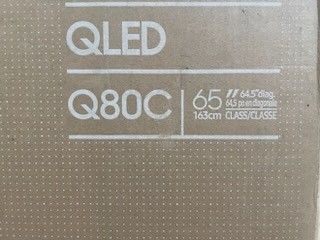 QLED
Q80C 65" 64.5"diag.
64,5 po en diagonale
163cm CLASS/CLASSE